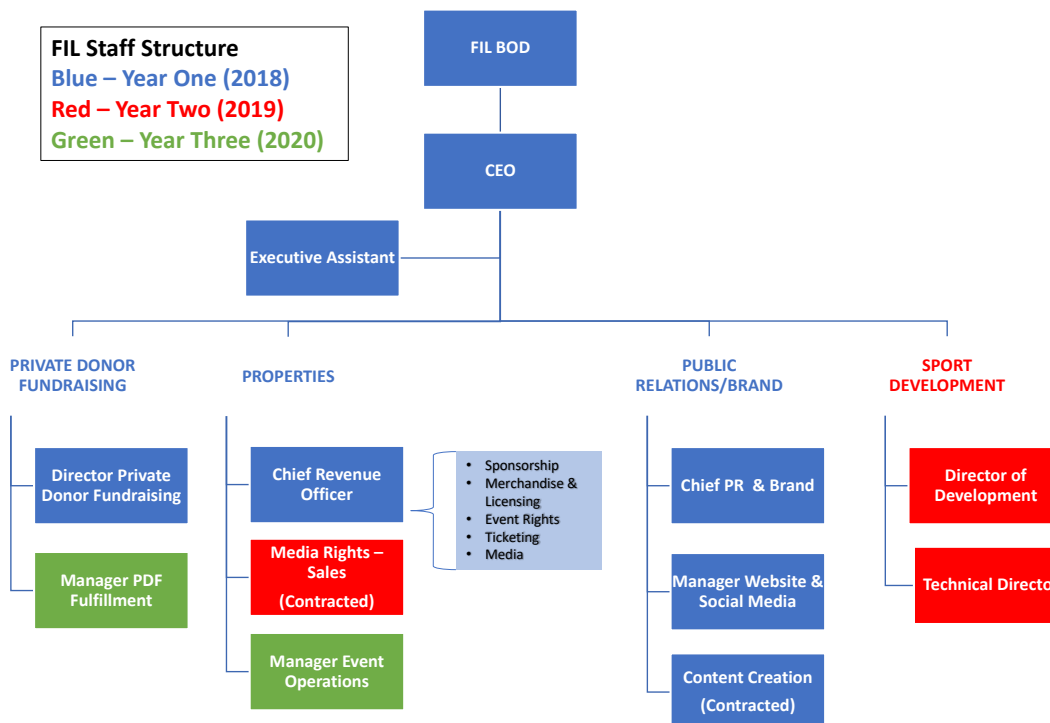 FIL Staff Structure
Blue – Year One (2018)
Red – Year Two (2019)
Green – Year Three (2020)
FIL BOD
CEO
Executive Assistant
PRIVATE DONOR
FUNDRAISING
PROPERTIES
PUBLIC
RELATIONS/BRAND
SPORT
DEVELOPMENT
Director Private
Donor Fundraising
Manager PDF
Fulfillment
Chief Revenue
Officer
• Sponsorship
• Merchandise &
Licensing
• Event Rights
• Ticketing
• Media
Media Rights –
Sales
(Contracted)
Manager Event
Operations
Chief PR & Brand
Manager Website &
Social Media
Content Creation
(Contracted)
Director of
Development
Technical Director